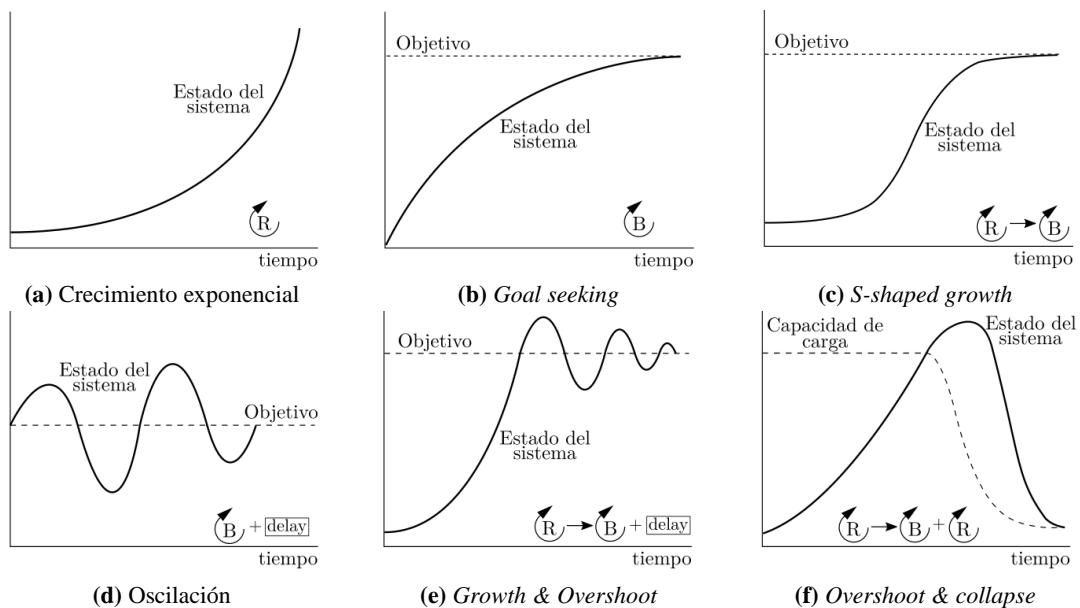 Estado del
sistema
R
tiempo
(a) Crecimiento exponencial
Objetivo
Estado del
sistema
B
tiempo
(b) Goal seeking
Objetivo
Estado del
sistema
R B
tiempo
(c) S-shaped growth
Estado del
sistema
Objetivo
B + delay
tiempo
(d) Oscilación
Objetivo
Estado del
sistema
R B + delay
tiempo
(e) Growth & Overshoot
Capacidad de
carga
Estado del
sistema
R B + R
tiempo
(f) Overshoot & collapse